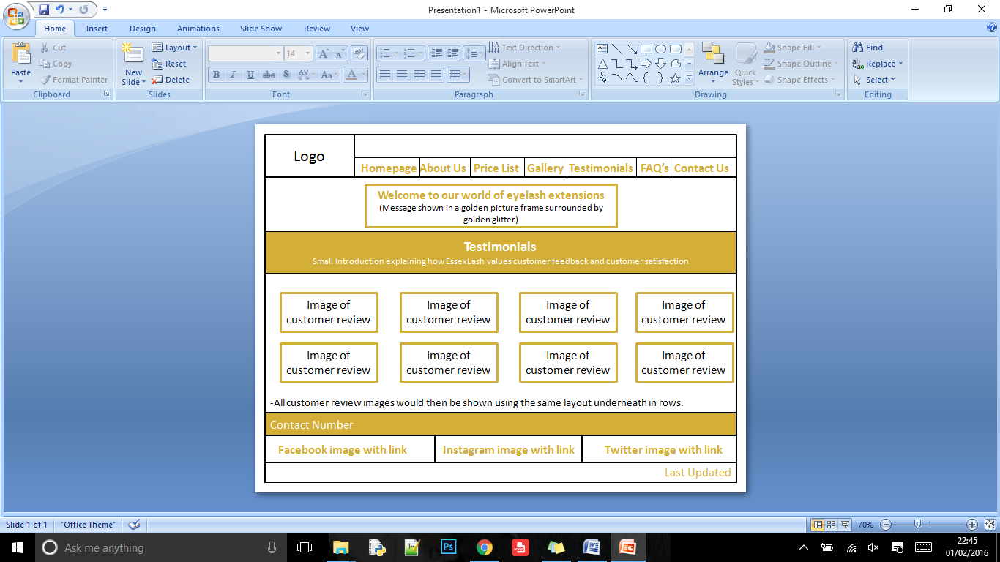 Presentation1 - Microsoft PowerPoint
Home Insert Design Animations Slide Show Review View
Paste
Cut
Copy
Format Painter
Clipboard
New
Slide
Layout
Reset
Delete
Slides
14
B I U abc S AV Aa A
Font
Text Direction
Align Text
Convert to SmartArt
Paragraph
Arrange
Quick
Styles
Shape Fill
Shape Outline
Shape Effects
Drawing
Find
Replace
Select
Editing
Logo
Homepage About Us Price List Gallery Testimonials FAQ's Contact Us
Welcome to our world of eyelash extensions
(Message shown in a golden picture frame surrounded by
golden glitter)
Testimonials
Small Introduction explaining how EssexLash values customer feedback and customer satisfaction
Image of
customer review
Image of
customer review
Image of
customer review
Image of
customer review
Image of
customer review
Image of
customer review
Image of
customer review
Image of
customer review
-All customer review images would then be shown using the same layout underneath in rows.
Contact Number
Facebook image with link Instagram image with link Twitter image with link
Last Updated
Slide 1 of 1 "Office Theme" 70%
Ask me anything
Ps
22:45
01/02/2016